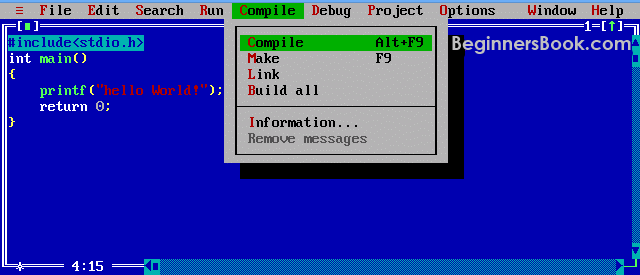 ≡ File Edit Search Run Compile Debug Project Options Window Help
1=[↑]
#include<stdio.h>
int main()
{
printf("hello World!");
return 0;
}
Compile Alt+F9
Make F9
Link
Build all
Information...
Remove messages
BeginnersBook.com
4:15